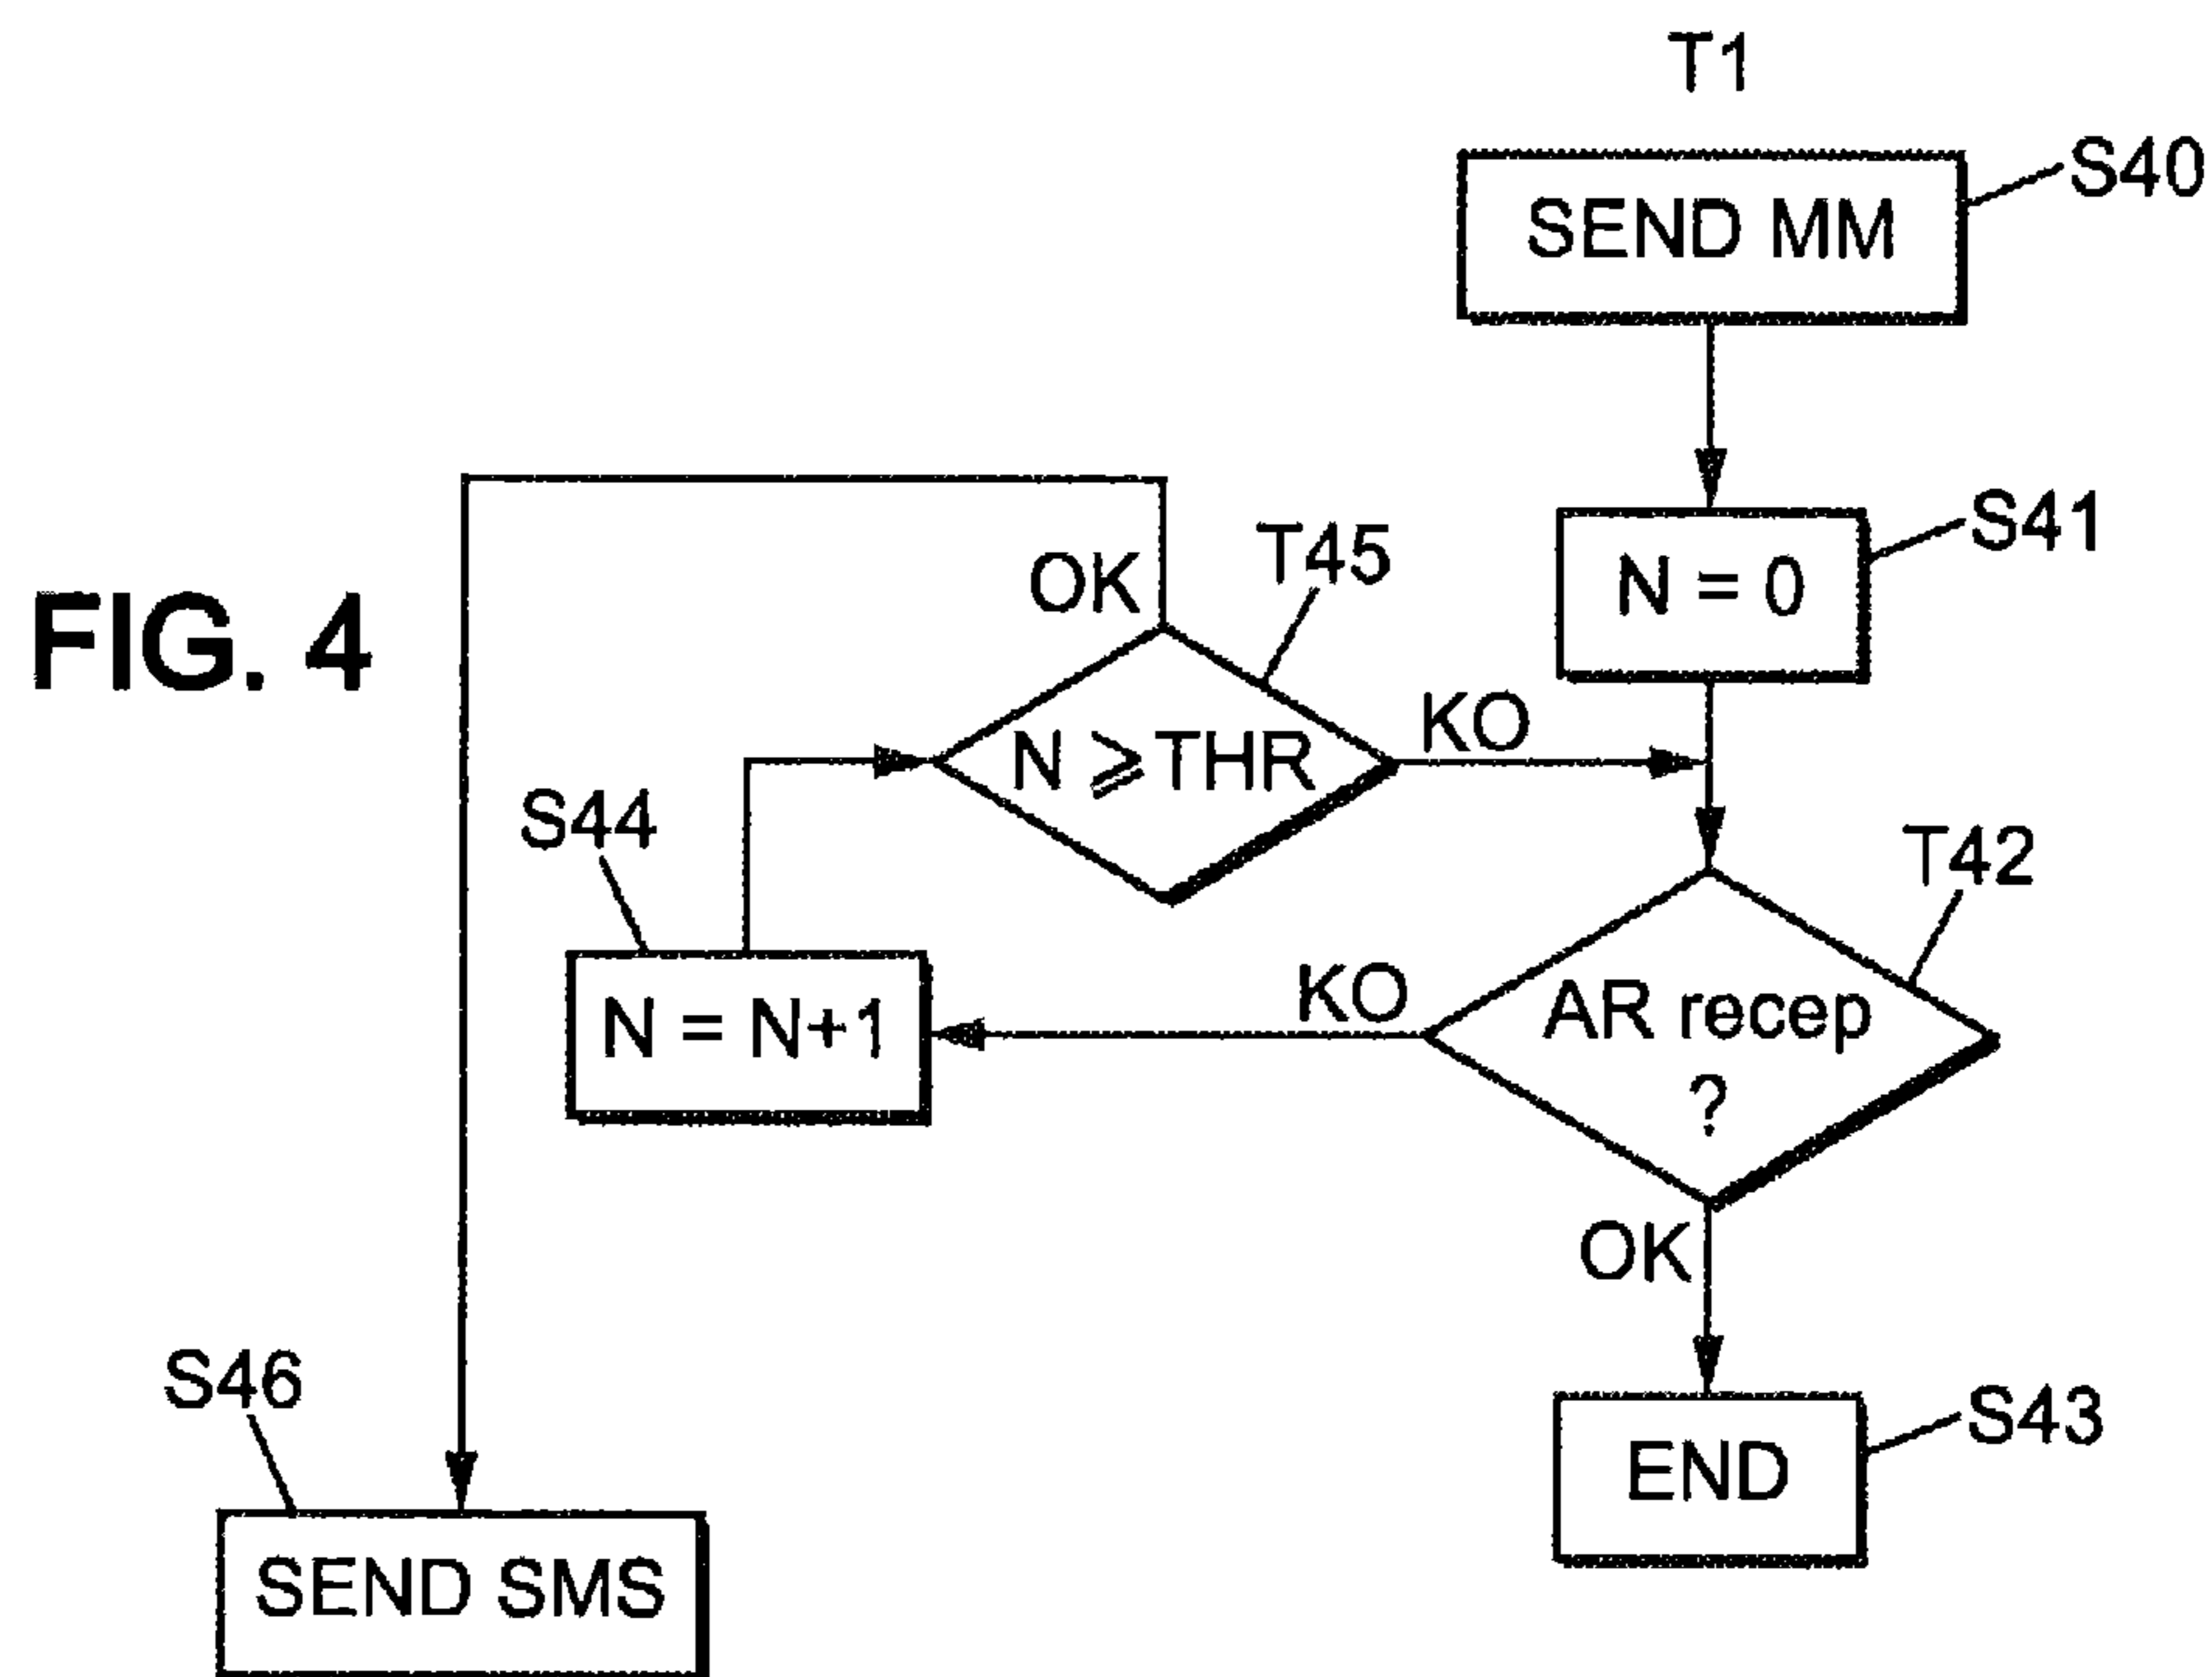 T1
S40
SEND MM
S41
N = 0
FIG. 4
OK
T45
N ⩾ THR
KO
S44
T42
N = N+1
KO
AR recep
?
OK
S46
S43
END
SEND SMS